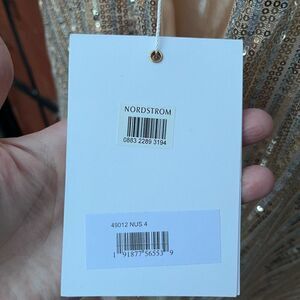 NORDSTROM
0883 2289 3194
49012 NUS 4
1 91877 56553 9